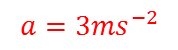 a = 3ms⁻²